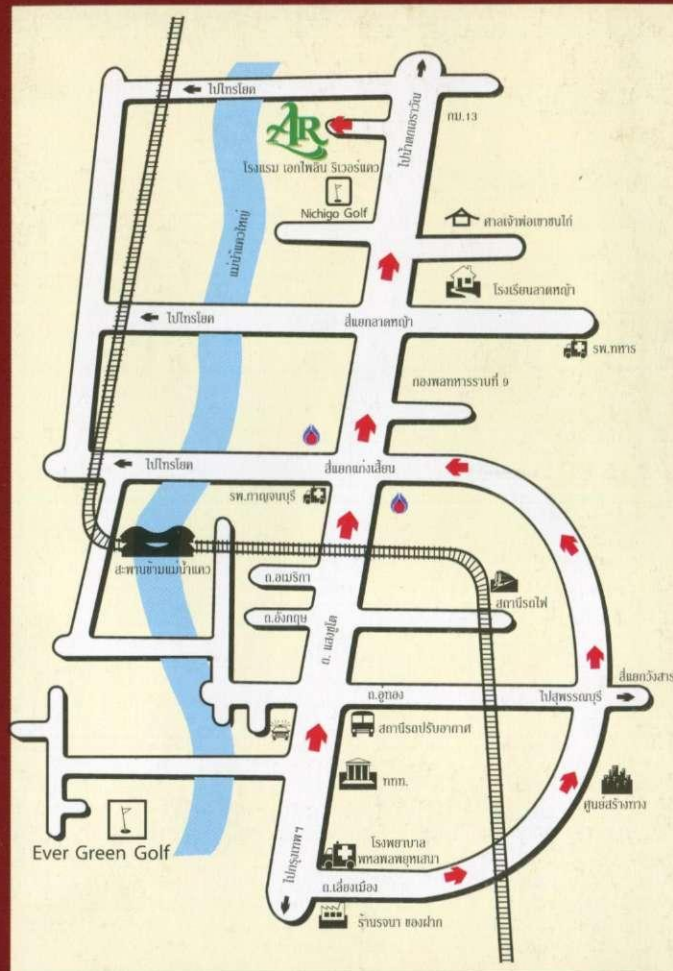 ไปไทรโยค
กม.13
AR
ไปน้ำตกเอราวัณ
โรงแรม เอกไพลิน ริเวอร์แคว
Nichigo Golf
แม่น้ำแควใหญ่
ศาลเจ้าพ่อเขาชนไก่
โรงเรียนลาดหญ้า
ไปไทรโยค
สี่แยกลาดหญ้า
รพ.ทหาร
กองพลทหารราบที่ 9
ไปไทรโยค
สี่แยกแก่งเสี้ยน
รพ.กาญจนบุรี
สะพานข้ามแม่น้ำแคว
ถ.อเมริกา
สถานีรถไฟ
ถ.อังกฤษ
ถ. แสงชูโต
สี่แยกวังสาร
ถ.อู่ทอง
ไปสุพรรณบุรี
สถานีรถปรับอากาศ
ททท.
ศูนย์สร้างทาง
Ever Green Golf
ไปกรุงเทพฯ
โรงพยาบาล
พหลพลพยุหเสนา
ถ.เลี่ยงเมือง
ร้านรจนา ของฝาก